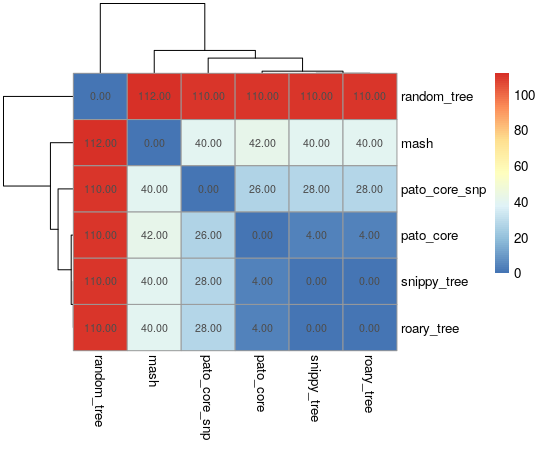 0.00 112.00 110.00 110.00 110.00 110.00 random_tree
112.00 0.00 40.00 42.00 40.00 40.00 mash
110.00 40.00 0.00 26.00 28.00 28.00 pato_core_snp
110.00 42.00 26.00 0.00 4.00 4.00 pato_core
110.00 40.00 28.00 4.00 0.00 0.00 snippy_tree
110.00 40.00 28.00 4.00 0.00 0.00 roary_tree
random_tree
mash
pato_core_snp
pato_core
snippy_tree
roary_tree
100
80
60
40
20
0